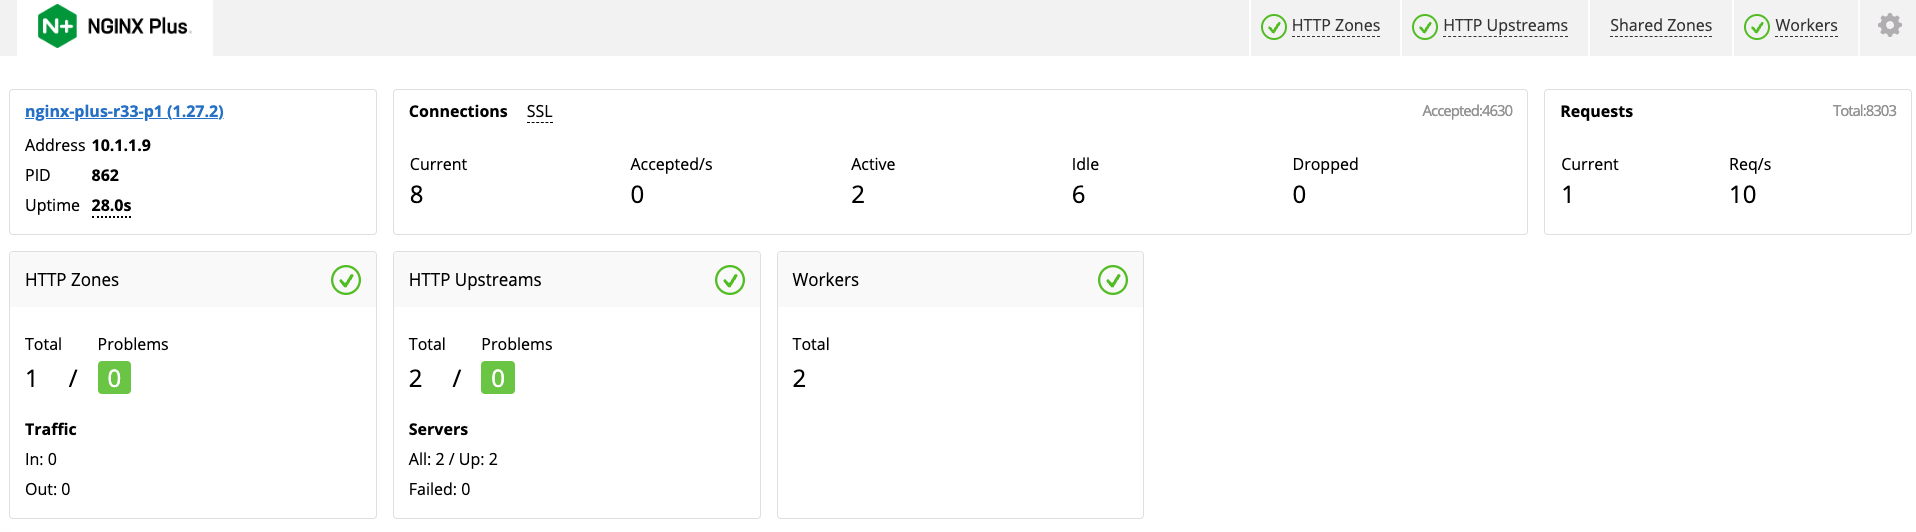 N+ NGINX Plus
HTTP Zones
HTTP Upstreams
Shared Zones
Workers
nginx-plus-r33-p1 (1.27.2)
Address 10.1.1.9
PID 862
Uptime 28.0s
Connections SSL Accepted:4630
Current Accepted/s Active Idle Dropped
8 0 2 6 0
Requests Total:8303
Current Req/s
1 10
HTTP Zones
Total Problems
1 / 0
Traffic
In: 0
Out: 0
HTTP Upstreams
Total Problems
2 / 0
Servers
All: 2 / Up: 2
Failed: 0
Workers
Total
2